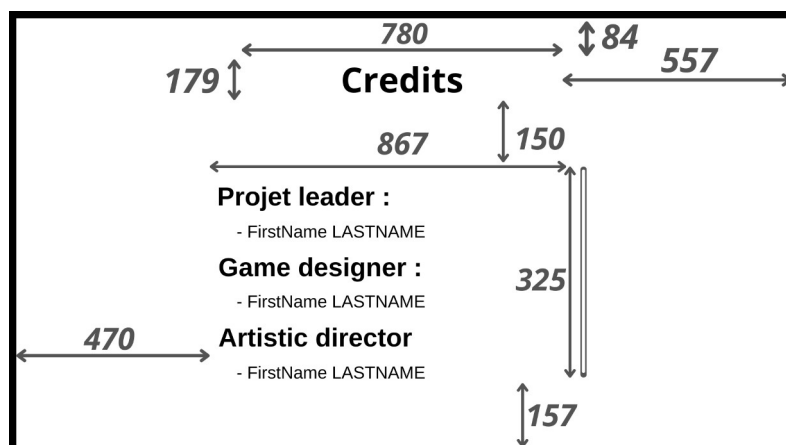 780
84
557
179
Credits
150
867
Projet leader :
- FirstName LASTNAME
Game designer :
- FirstName LASTNAME
325
Artistic director
470
- FirstName LASTNAME
157